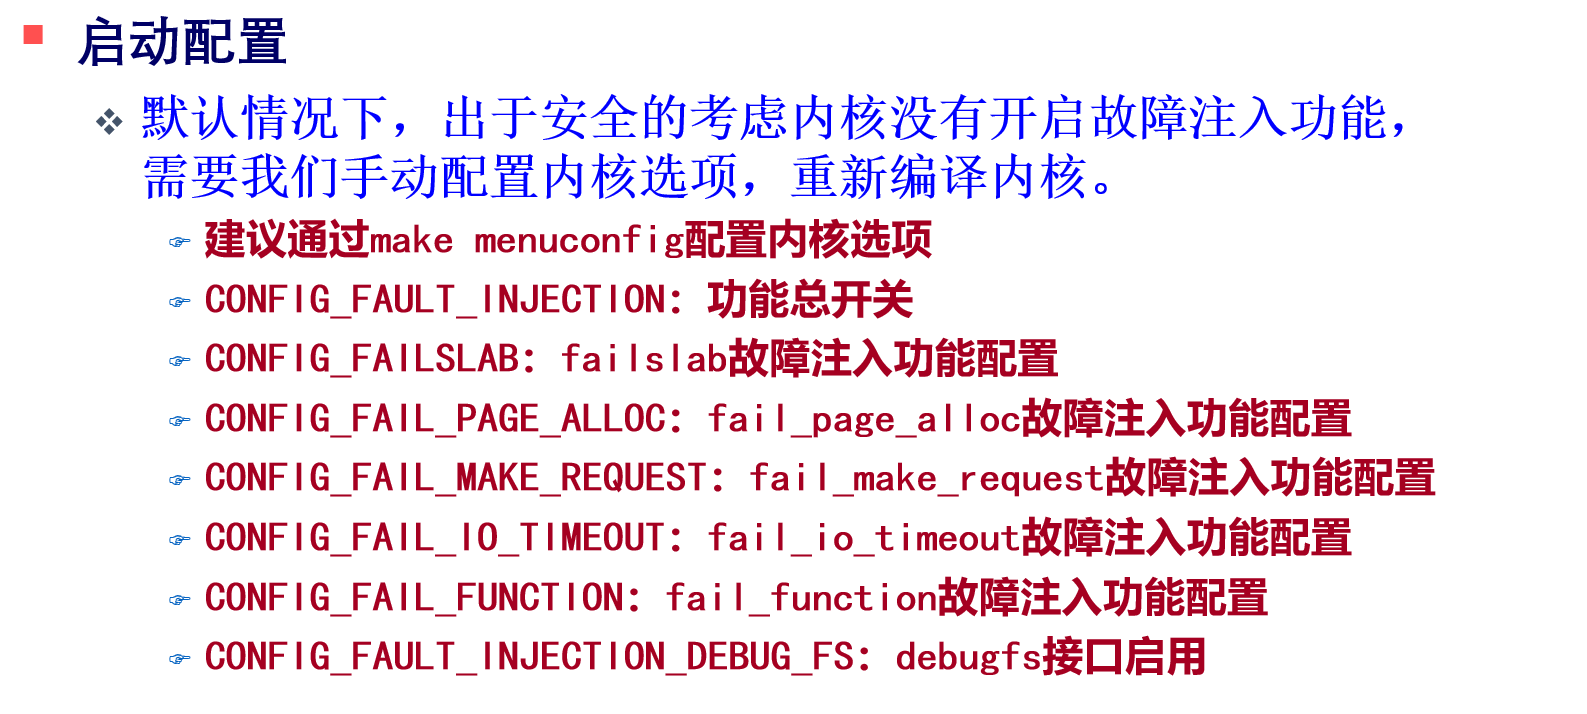 启动配置
默认情况下，出于安全的考虑内核没有开启故障注入功能，
需要我们手动配置内核选项，重新编译内核。
建议通过make menuconfig配置内核选项
CONFIG_FAULT_INJECTION：功能总开关
CONFIG_FAILSLAB：failslab故障注入功能配置
CONFIG_FAIL_PAGE_ALLOC：fail_page_alloc故障注入功能配置
CONFIG_FAIL_MAKE_REQUEST：fail_make_request故障注入功能配置
CONFIG_FAIL_IO_TIMEOUT：fail_io_timeout故障注入功能配置
CONFIG_FAIL_FUNCTION：fail_function故障注入功能配置
CONFIG_FAULT_INJECTION_DEBUG_FS：debugfs接口启用